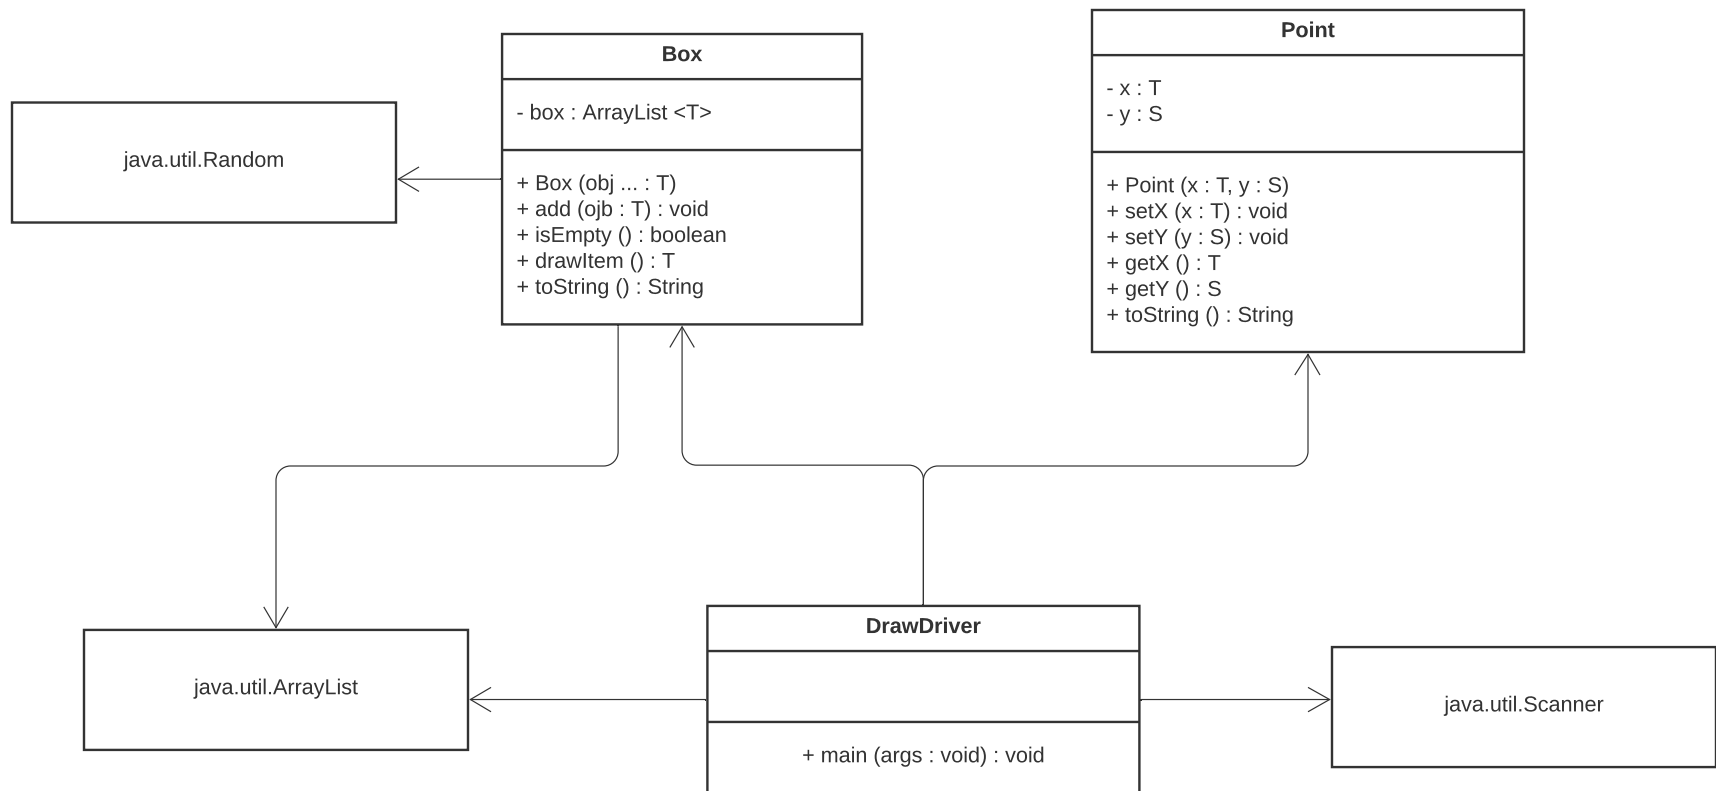 Box
- box : ArrayList <T>
+ Box (obj ... : T)
+ add (ojb : T) : void
+ isEmpty () : boolean
+ drawItem () : T
+ toString () : String
Point
- x : T
- y : S
+ Point (x : T, y : S)
+ setX (x : T) : void
+ setY (y : S) : void
+ getX () : T
+ getY () : S
+ toString () : String
java.util.Random
java.util.ArrayList
DrawDriver
+ main (args : void) : void
java.util.Scanner